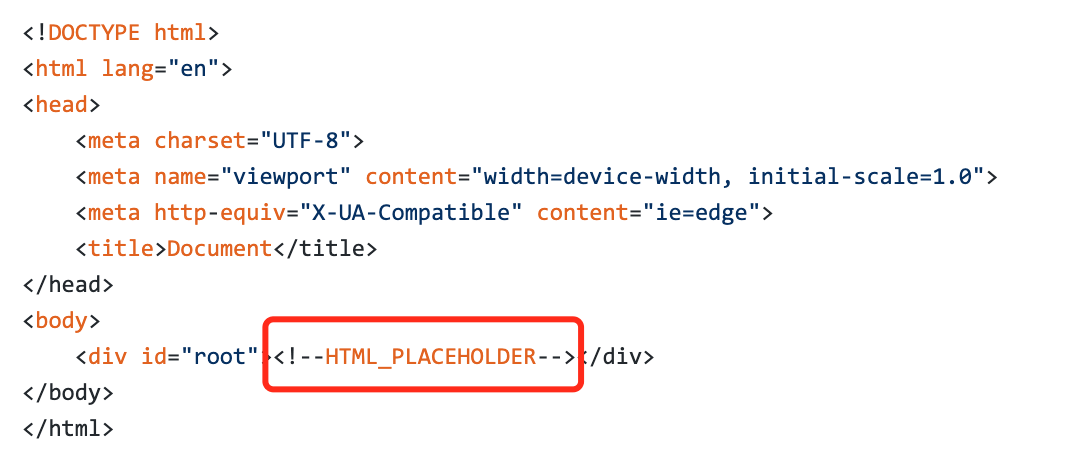 <!DOCTYPE html>
<html lang="en">
<head>
    <meta charset="UTF-8">
    <meta name="viewport" content="width=device-width, initial-scale=1.0">
    <meta http-equiv="X-UA-Compatible" content="ie=edge">
    <title>Document</title>
</head>
<body>
    <div id="root"><!--HTML_PLACEHOLDER--></div>
</body>
</html>